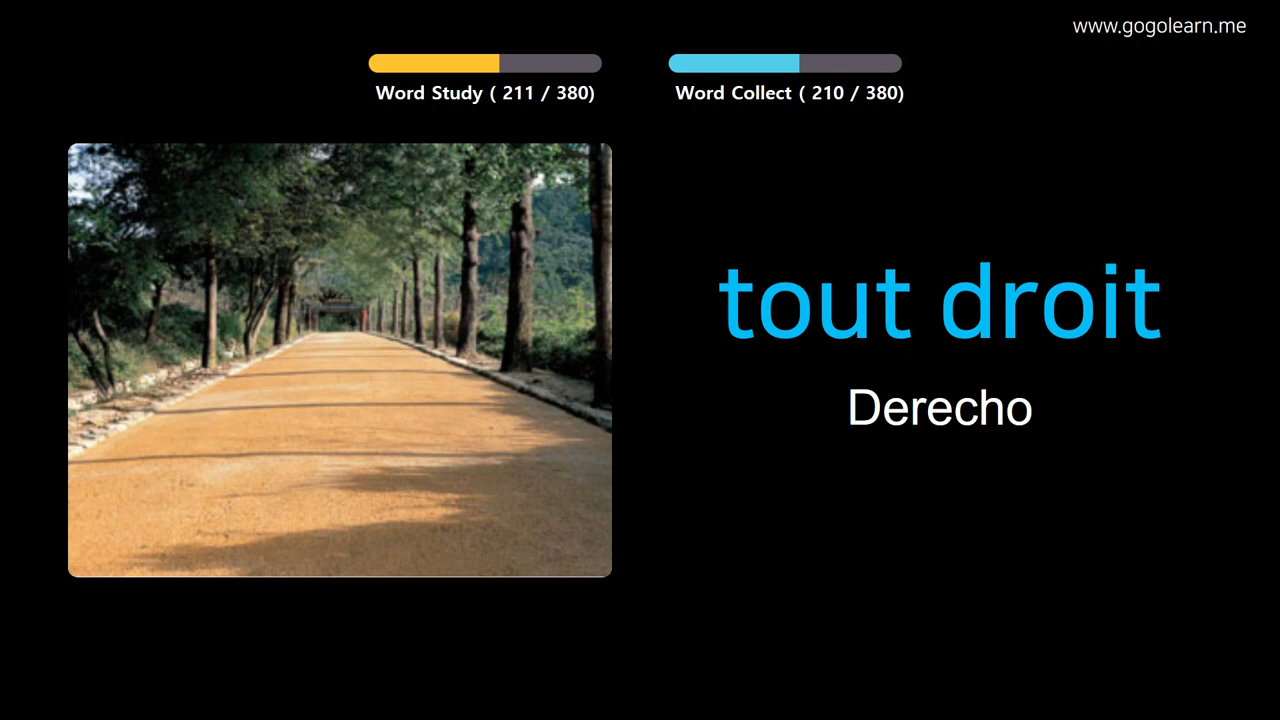 www.gogolearn.me
Word Study ( 211 / 380)
Word Collect ( 210 / 380)
tout droit
Derecho